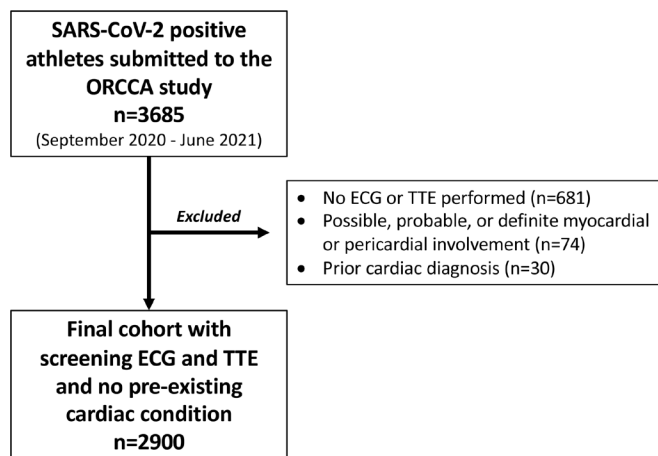 SARS-CoV-2 positive
athletes submitted to the
ORCCA study
n=3685
(September 2020 - June 2021)
Excluded
• No ECG or TTE performed (n=681)
• Possible, probable, or definite myocardial
or pericardial involvement (n=74)
• Prior cardiac diagnosis (n=30)
Final cohort with
screening ECG and TTE
and no pre-existing
cardiac condition
n=2900